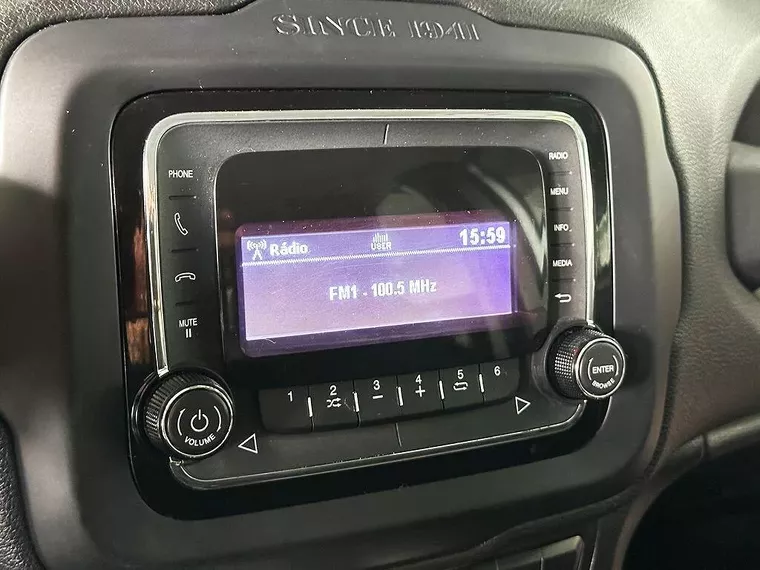 SINCE 1941
PHONE
MUTE
RADIO
MENU
INFO
MEDIA
Rádio
USER
15:59
FM1 - 100.5 MHz
1 2 3 4 5 6
- +
VOLUME
ENTER
BROWSE